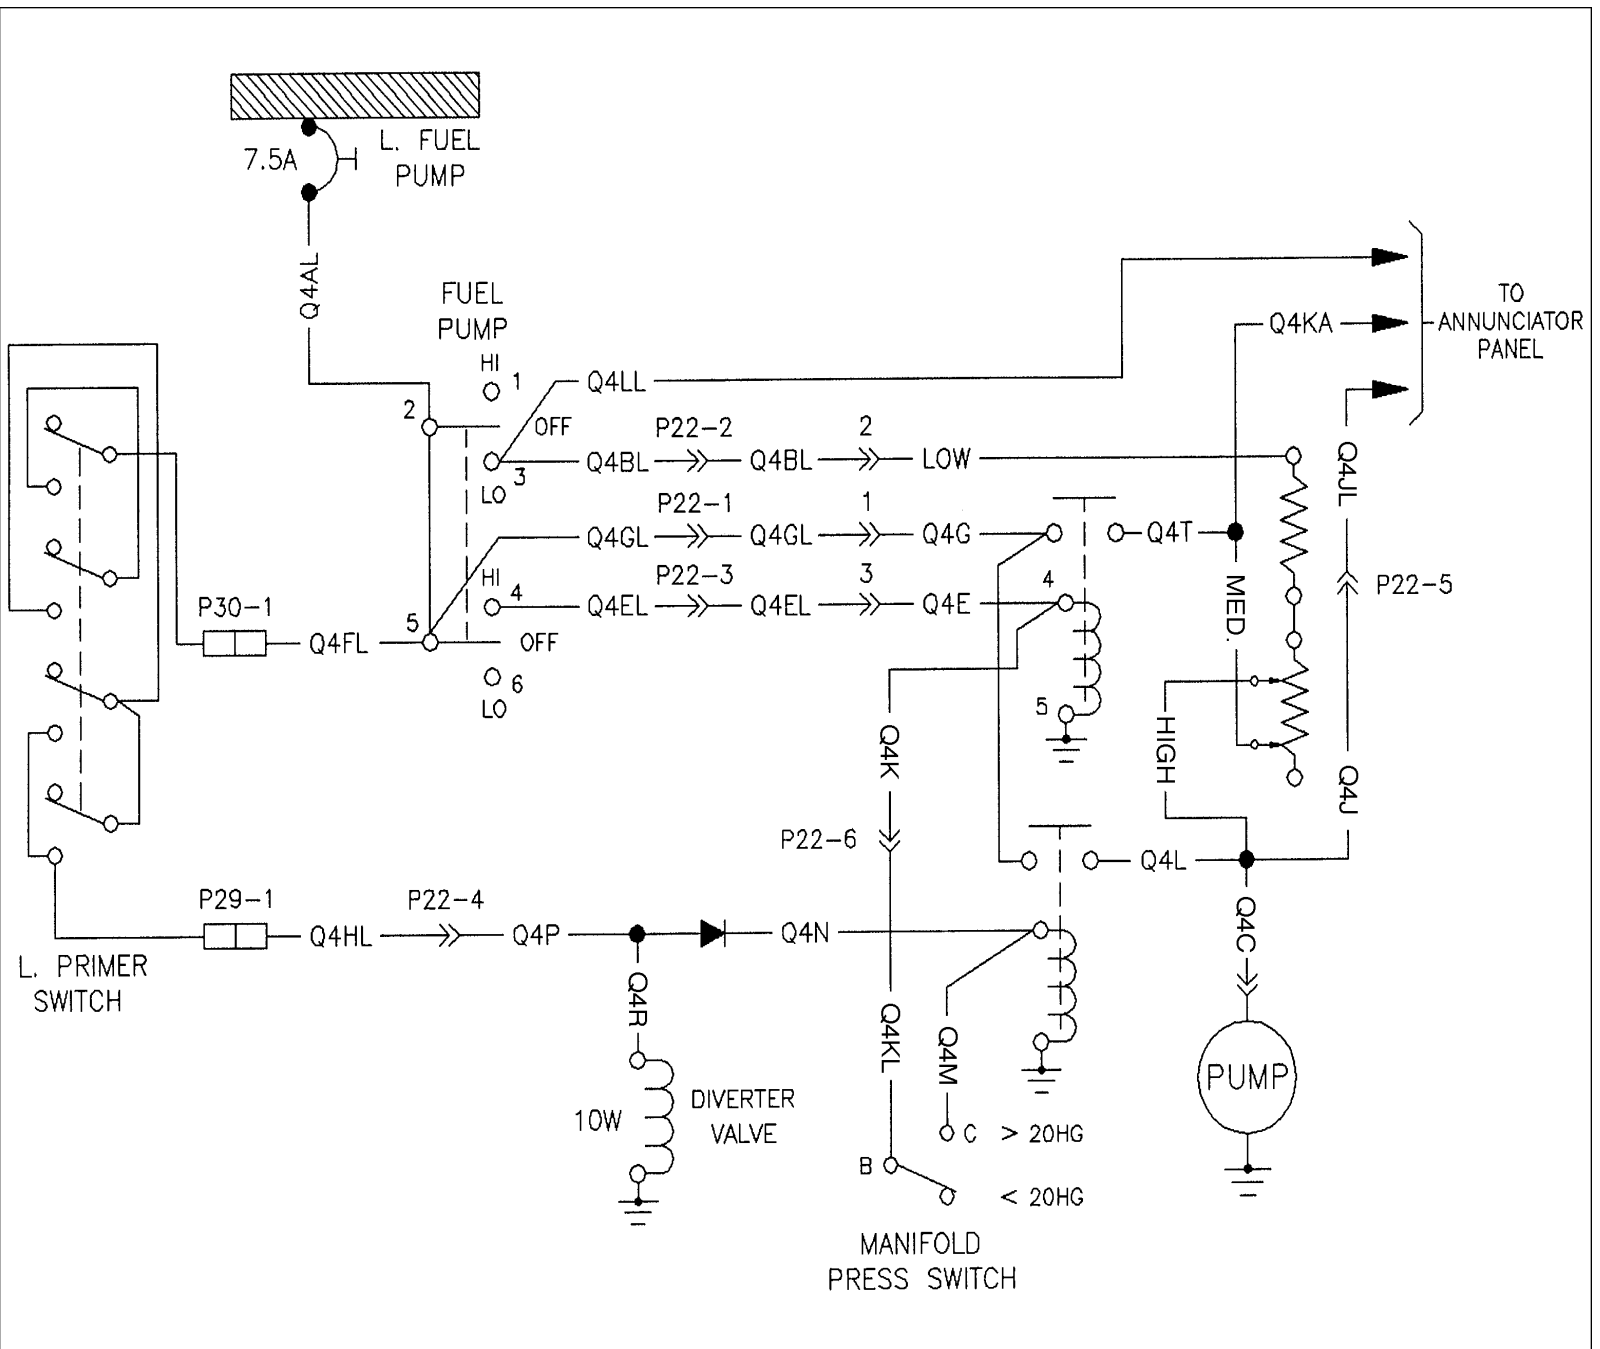 L. FUEL
PUMP
7.5A
Q4AL
FUEL
PUMP
HI
1
2
OFF
3
LO
HI
4
5
OFF
6
LO
Q4LL
Q4BL
P22-2
Q4BL
2
LOW
Q4GL
P22-1
Q4GL
1
Q4G
Q4EL
P22-3
Q4EL
3
Q4E
4
5
Q4T
Q4KA
TO
ANNUNCIATOR
PANEL
Q4JL
P22-5
Q4J
MED.
HIGH
P30-1
Q4FL
Q4K
P22-6
Q4L
Q4C
PUMP
P29-1
Q4HL
P22-4
Q4P
Q4N
L. PRIMER
SWITCH
Q4R
10W
DIVERTER
VALVE
Q4KL
Q4M
C > 20HG
B
< 20HG
MANIFOLD
PRESS SWITCH